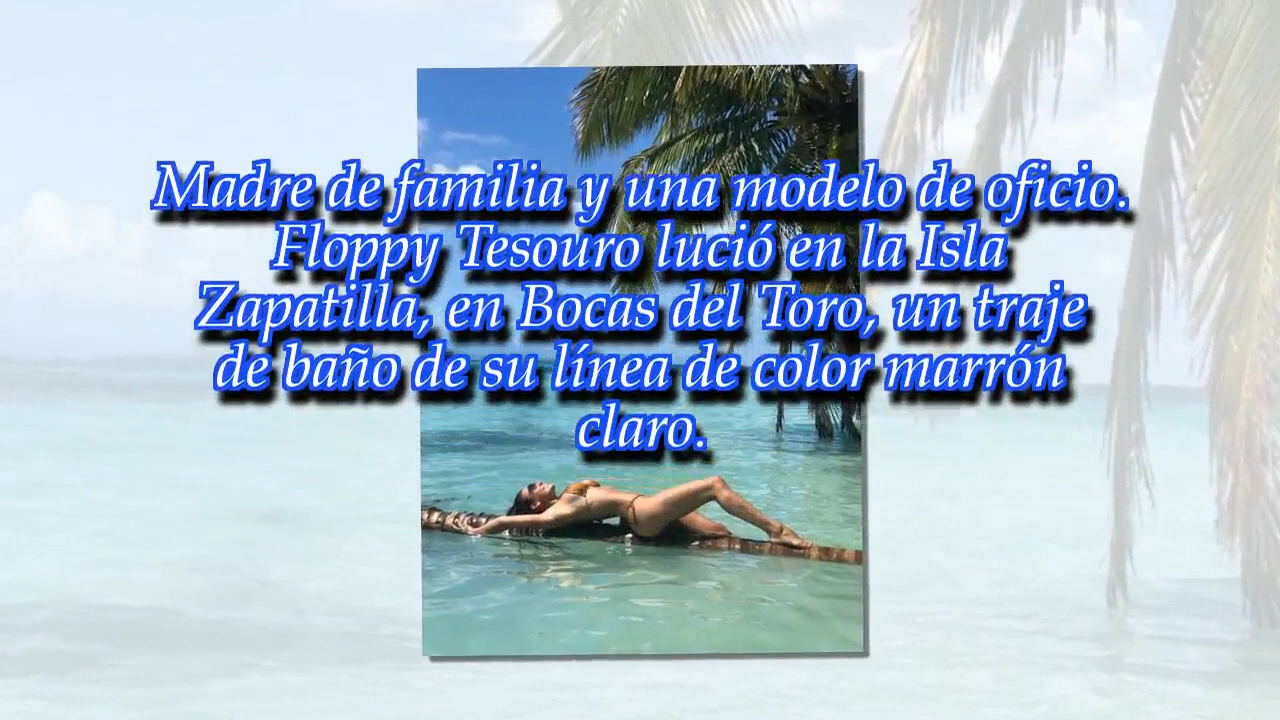 Madre de familia y una modelo de oficio.
Floppy Tesouro lució en la Isla
Zapatilla, en Bocas del Toro, un traje
de baño de su línea de color marrón
claro.